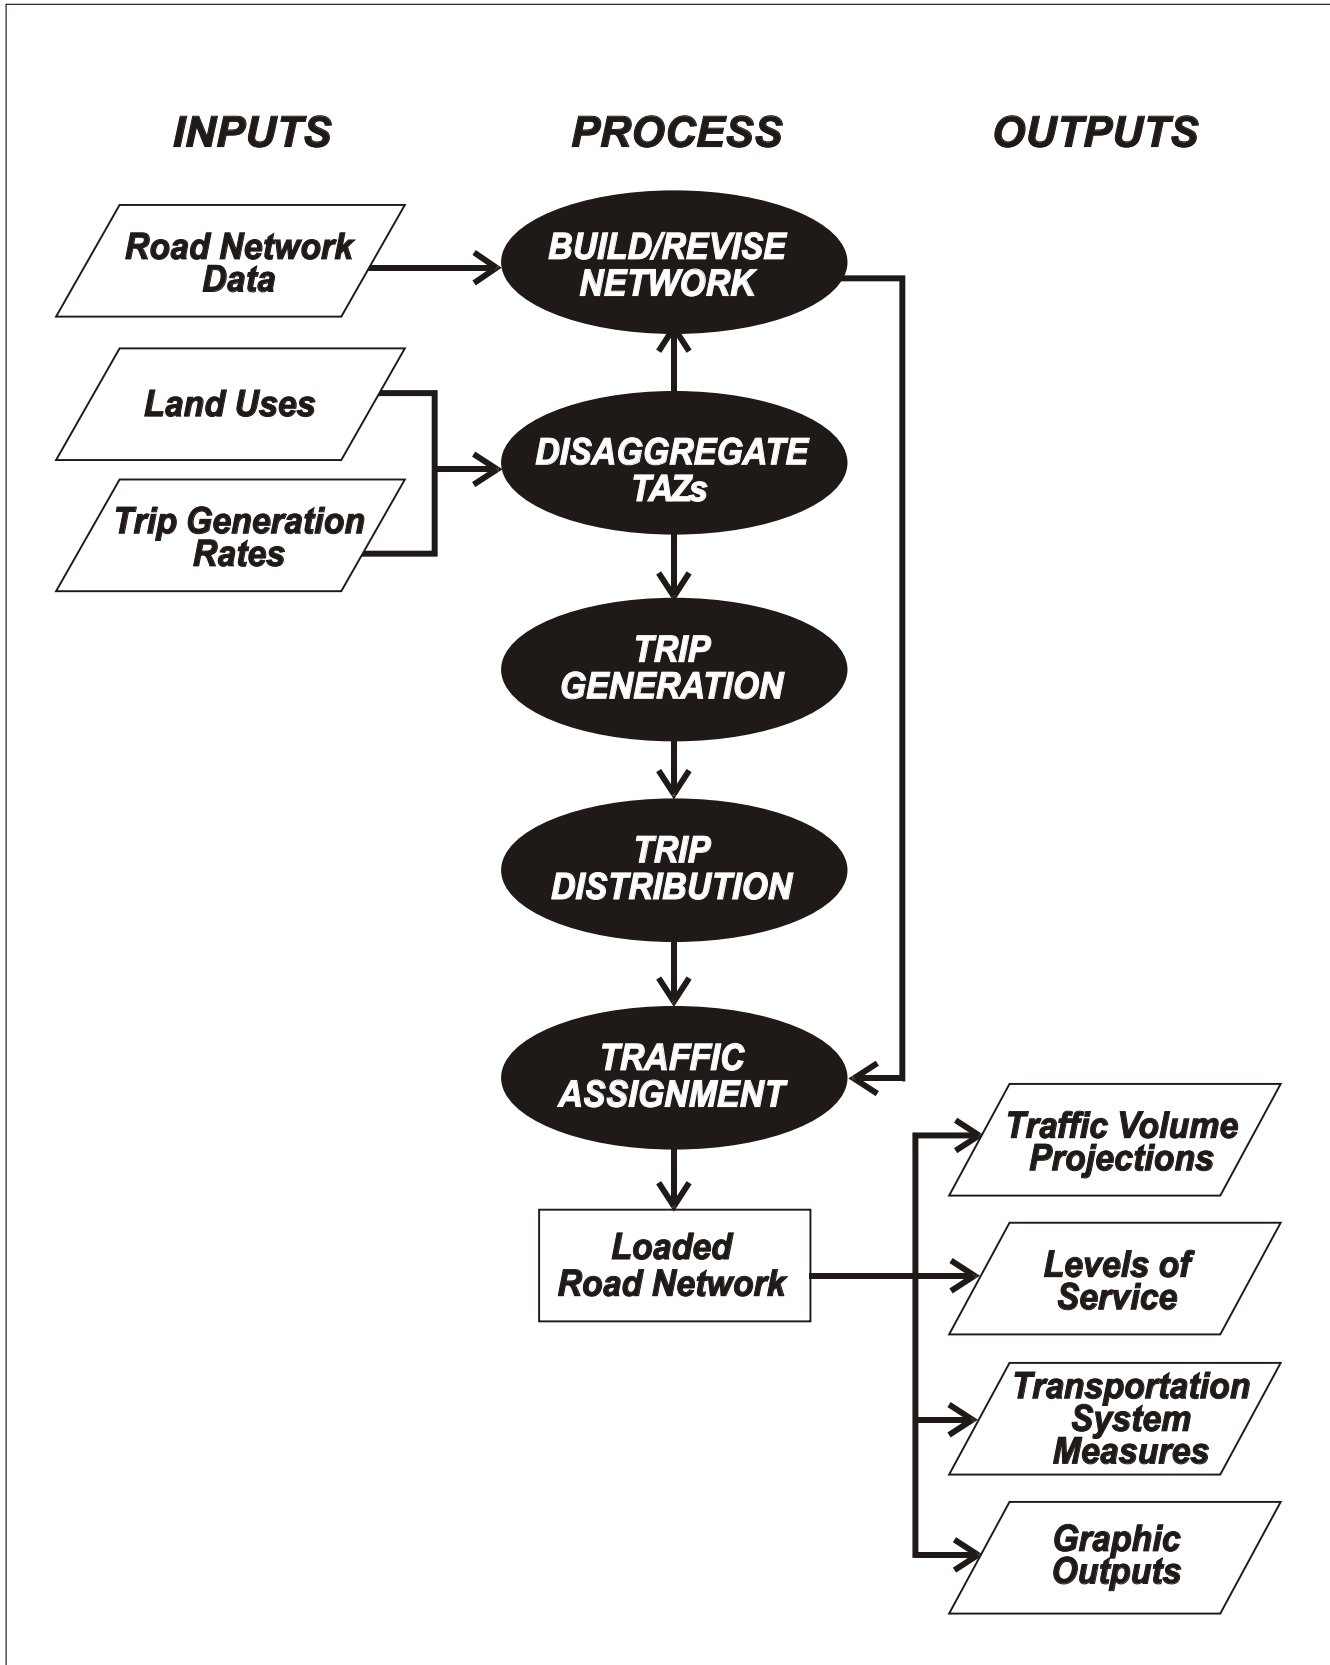 INPUTS
PROCESS
OUTPUTS
Road Network
Data
BUILD/REVISE
NETWORK
Land Uses
DISAGGREGATE
TAZs
Trip Generation
Rates
TRIP
GENERATION
TRIP
DISTRIBUTION
TRAFFIC
ASSIGNMENT
Loaded
Road Network
Traffic Volume
Projections
Levels of
Service
Transportation
System
Measures
Graphic
Outputs